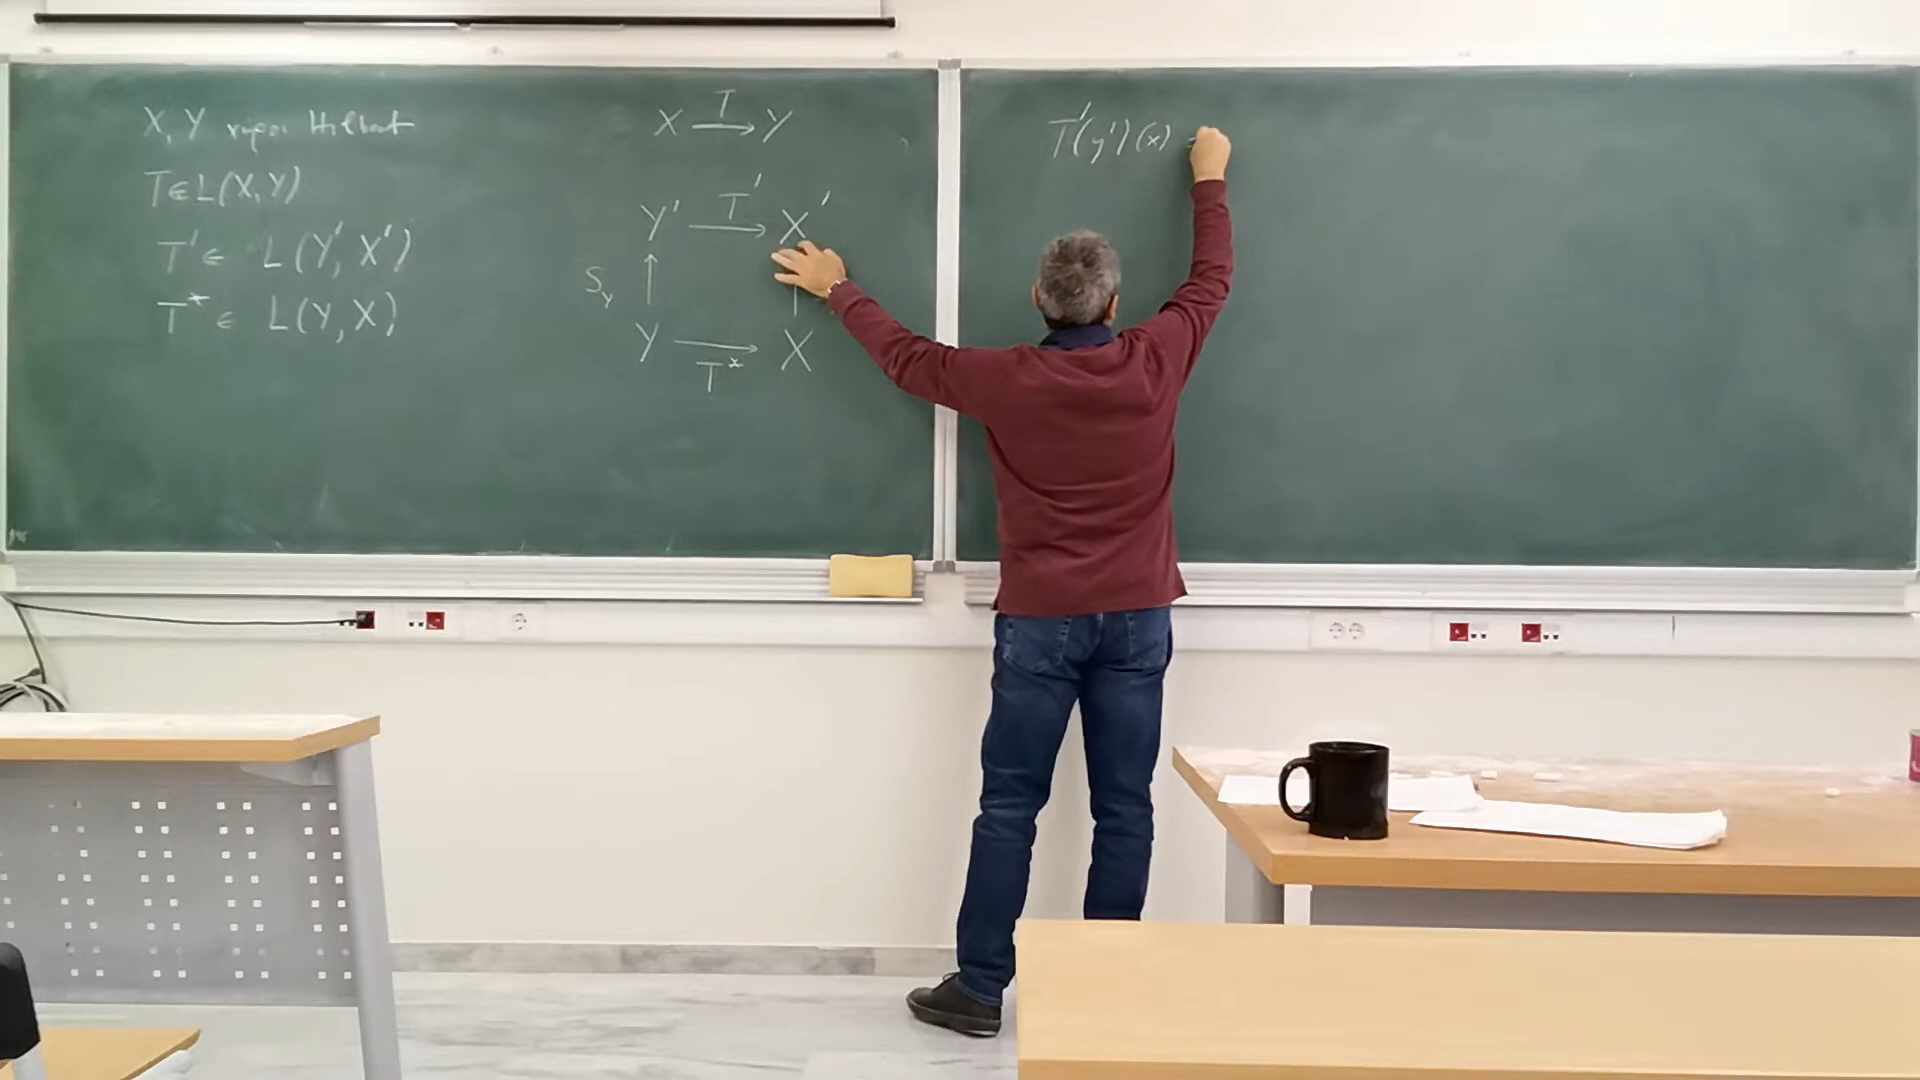 X, Y χώροι Hilbert
T ∈ L(X, Y)
T' ∈ L(Y', X')
T* ∈ L(Y, X)
X T→ Y
Y' T'→ X'
S_Y ↑
Y →T* X
T'(y')(x) =